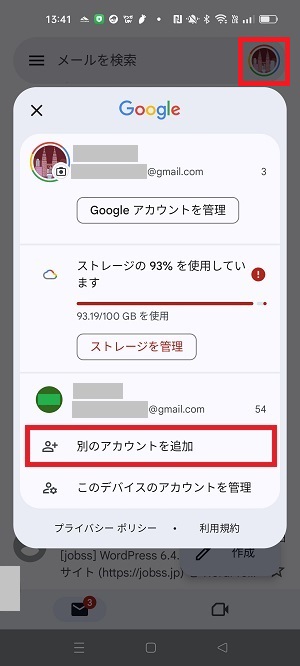 13:41
51%
メールを検索
Google
@gmail.com
3
Google アカウントを管理
ストレージの 93% を使用してい
ます
93.19/100 GB を使用
ストレージを管理
@gmail.com
54
別のアカウントを追加
このデバイスのアカウントを管理
プライバシー ポリシー • 利用規約
[jobss] WordPress 6.4.
作成
サイト (https://jobss.jp)
3